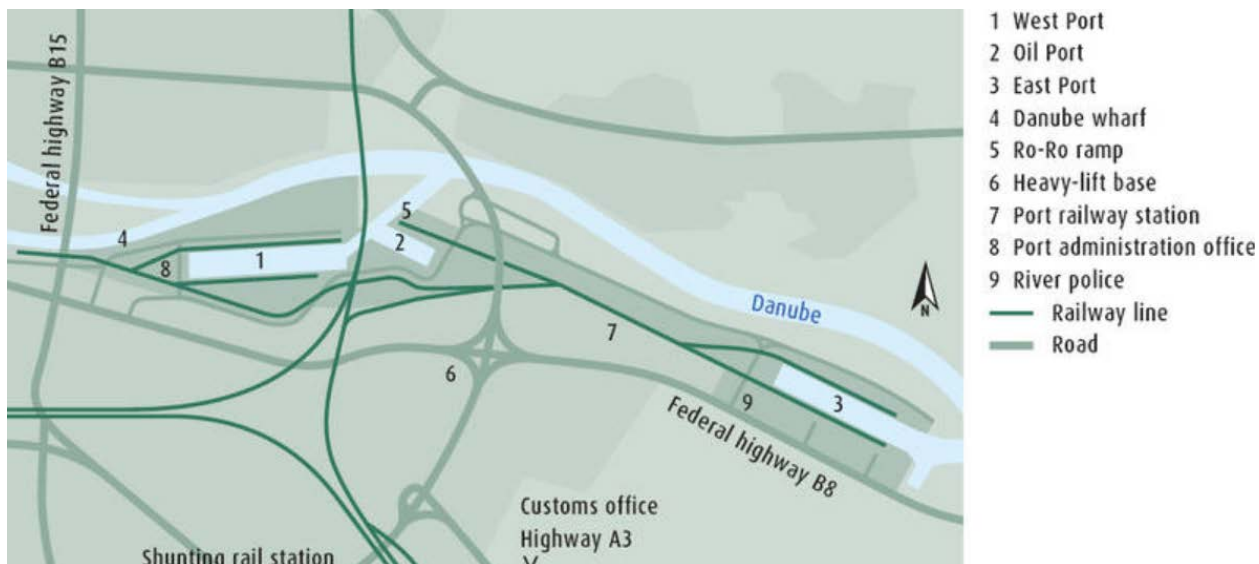 Federal highway B15
4
8
1
5
2
7
6
Danube
N
9
3
Federal highway B8
Customs office
Highway A3
Shunting rail station
1 West Port
2 Oil Port
3 East Port
4 Danube wharf
5 Ro-Ro ramp
6 Heavy-lift base
7 Port railway station
8 Port administration office
9 River police
Railway line
Road